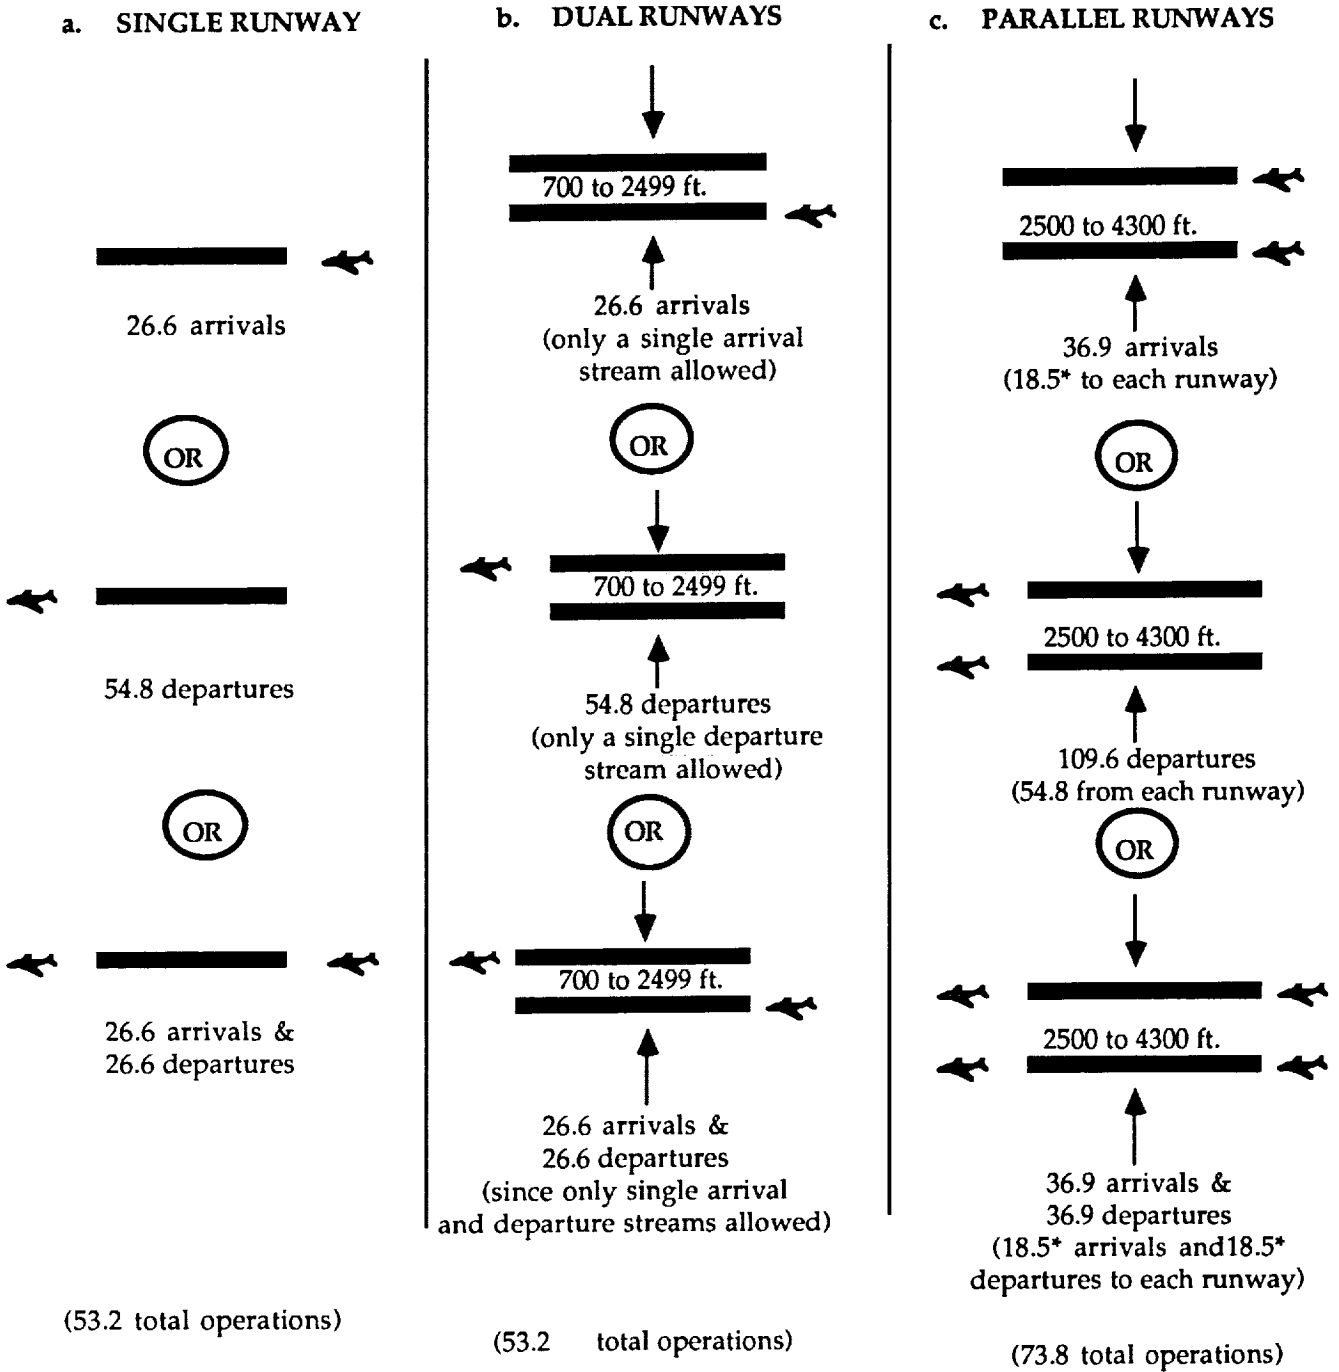 a. SINGLE RUNWAY
26.6 arrivals
OR
54.8 departures
OR
26.6 arrivals &
26.6 departures
(53.2 total operations)
b. DUAL RUNWAYS
700 to 2499 ft.
26.6 arrivals
(only a single arrival
stream allowed)
OR
700 to 2499 ft.
54.8 departures
(only a single departure
stream allowed)
OR
700 to 2499 ft.
26.6 arrivals &
26.6 departures
(since only single arrival
and departure streams allowed)
(53.2 total operations)
c. PARALLEL RUNWAYS
2500 to 4300 ft.
36.9 arrivals
(18.5* to each runway)
OR
2500 to 4300 ft.
109.6 departures
(54.8 from each runway)
OR
2500 to 4300 ft.
36.9 arrivals &
36.9 departures
(18.5* arrivals and18.5*
departures to each runway)
(73.8 total operations)